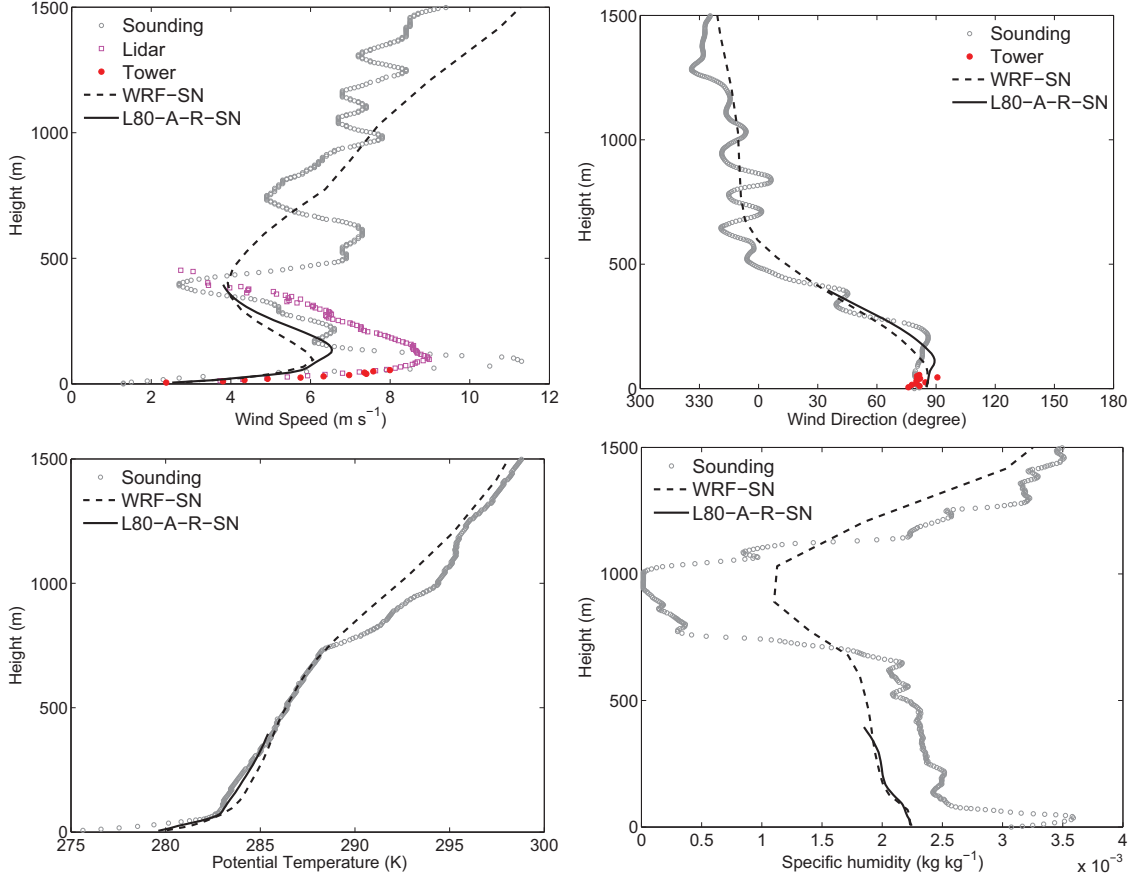 1500
1000
500
0
Height (m)
0 2 4 6 8 10 12
Wind Speed (m s⁻¹)
Sounding
Lidar
Tower
WRF−SN
L80−A−R−SN
1500
1000
500
0
Height (m)
300 330 0 30 60 90 120 150 180
Wind Direction (degree)
Sounding
Tower
WRF−SN
L80−A−R−SN
1500
1000
500
0
Height (m)
275 280 285 290 295 300
Potential Temperature (K)
Sounding
WRF−SN
L80−A−R−SN
1500
1000
500
0
Height (m)
0 0.5 1 1.5 2 2.5 3 3.5 4
Specific humidity (kg kg⁻¹)
x 10⁻³
Sounding
WRF−SN
L80−A−R−SN